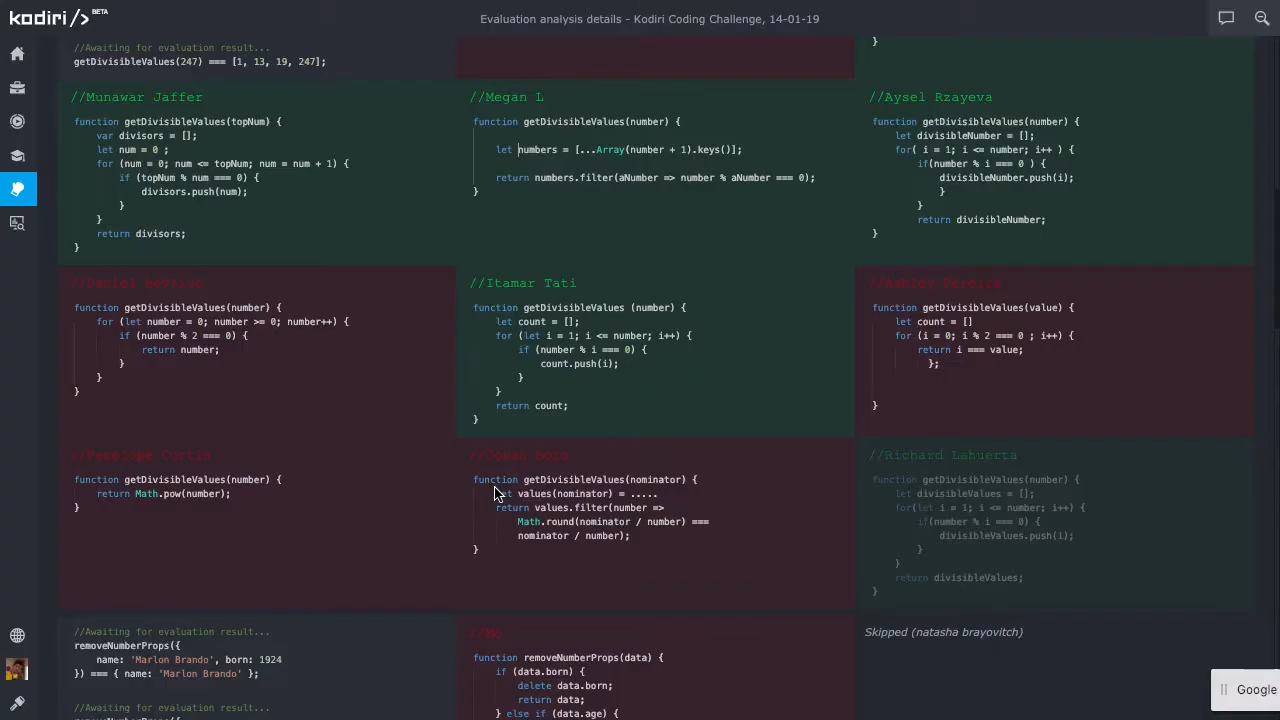 kodiri/> BETA
Evaluation analysis details - Kodiri Coding Challenge, 14-01-19
//Awaiting for evaluation result...
getDivisibleValues(247) === [1, 13, 19, 247];
}
//Munawar Jaffer
function getDivisibleValues(topNum) {
var divisors = [];
let num = 0 ;
for (num = 0; num <= topNum; num = num + 1) {
if (topNum % num === 0) {
divisors.push(num);
}
}
return divisors;
}
//Megan L
function getDivisibleValues(number) {
let numbers = [...Array(number + 1).keys()];
return numbers.filter(aNumber => number % aNumber === 0);
}
//Aysel Rzayeva
function getDivisibleValues(number) {
let divisibleNumber = [];
for( i = 1; i <= number; i++ ) {
if(number % i === 0 ) {
divisibleNumber.push(i);
}
}
return divisibleNumber;
}
//Daniel
function getDivisibleValues(number) {
for (let number = 0; number >= 0; number++) {
if (number % 2 === 0) {
return number;
}
}
}
//Itamar Tati
function getDivisibleValues (number) {
let count = [];
for (let i = 1; i <= number; i++) {
if (number % i === 0) {
count.push(i);
}
}
return count;
}
//Ashley Pereira
function getDivisibleValues(value) {
let count = []
for (i = 0; i % 2 === 0 ; i++) {
return i === value;
};
}
//Penelope Curtis
function getDivisibleValues(number) {
return Math.pow(number);
}
function getDivisibleValues(nominator) {
let values(nominator) = .....
return values.filter(number =>
Math.round(nominator / number) ===
nominator / number);
}
//Richard Lahuerta
function getDivisibleValues(number) {
let divisibleValues = [];
for(let i = 1; i <= number; i++) {
if(number % i === 0) {
divisibleValues.push(i);
}
}
return divisibleValues;
}
//Awaiting for evaluation result...
removeNumberProps({
name: 'Marlon Brando', born: 1924
}) === { name: 'Marlon Brando' };
//Awaiting for evaluation result...
//Mo
function removeNumberProps(data) {
if (data.born) {
delete data.born;
return data;
} else if (data.age) {
Skipped (natasha brayovitch)
Google